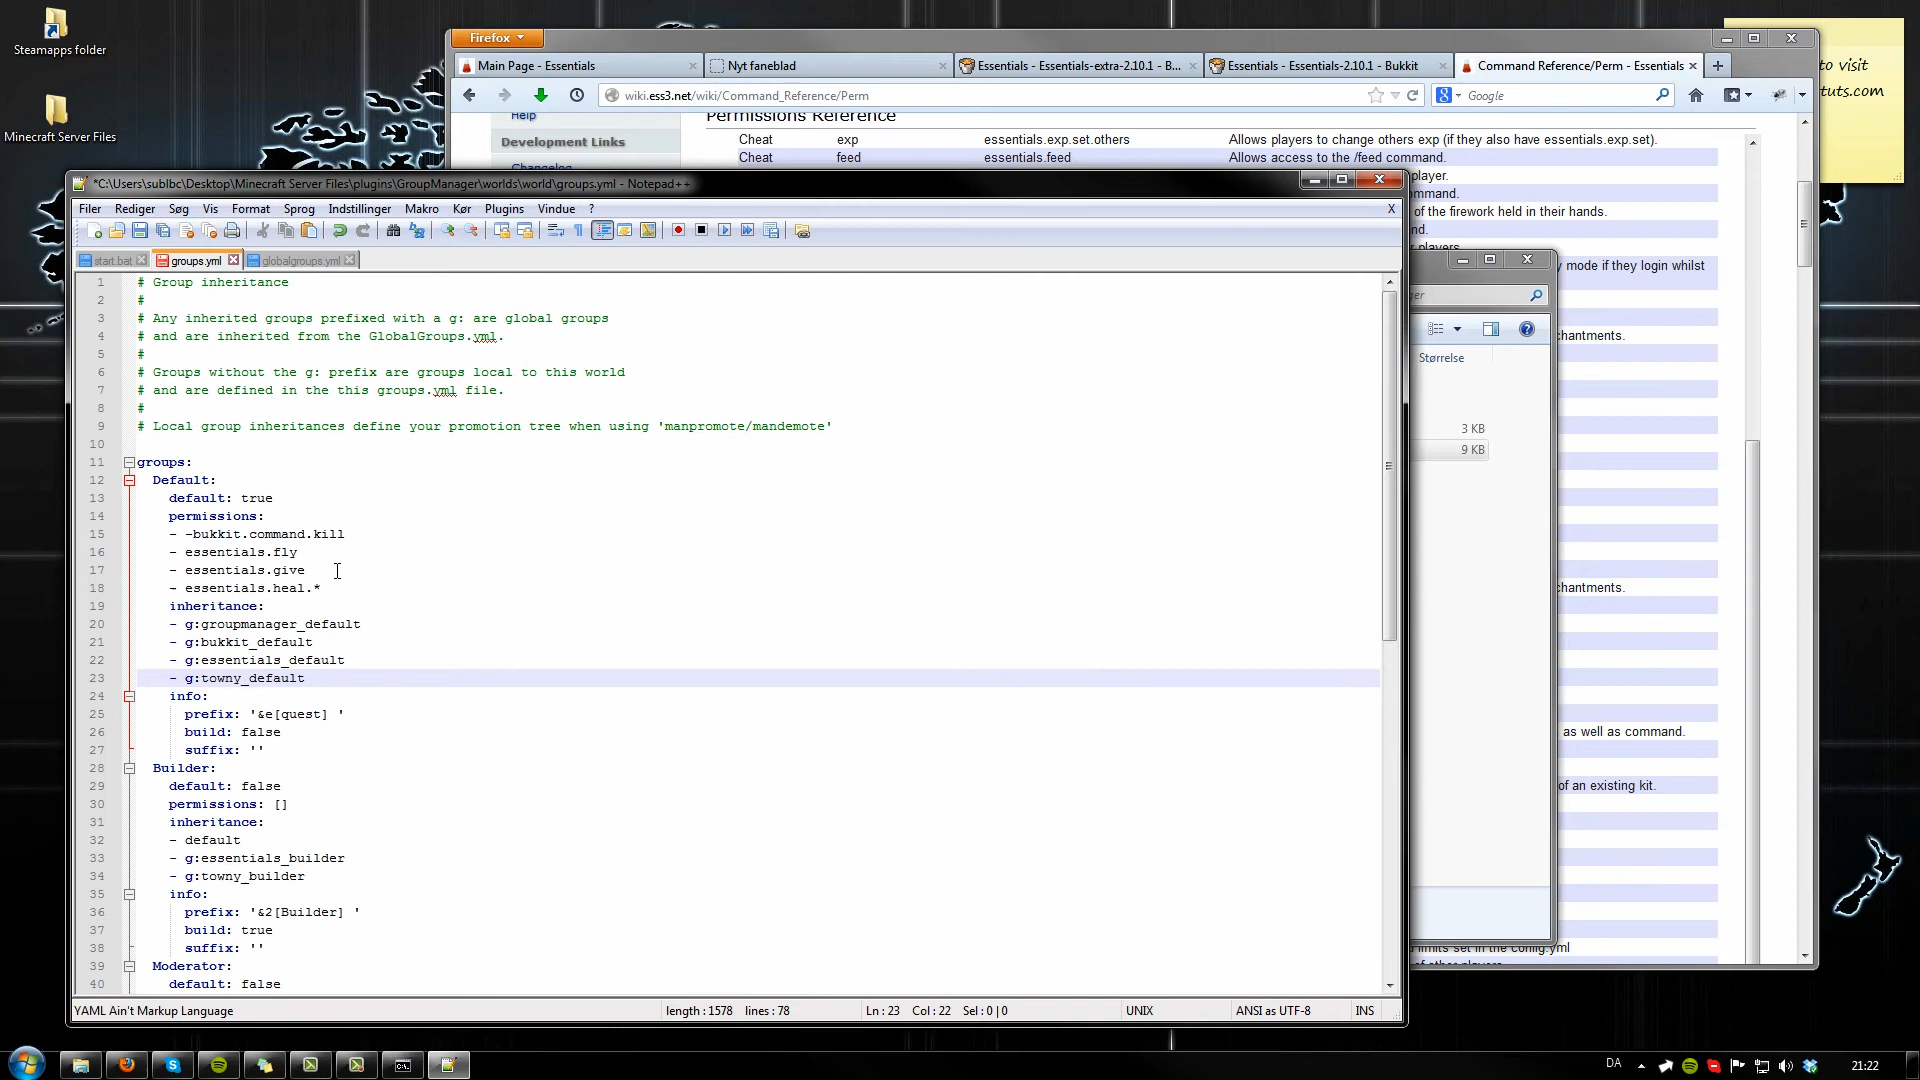 Steamapps folder
Minecraft Server Files
to visit
tuts.com
Firefox
Main Page - Essentials
Nyt faneblad
Essentials - Essentials-extra-2.10.1 - B...
Essentials - Essentials-2.10.1 - Bukkit
Command Reference/Perm - Essentials
wiki.ess3.net/wiki/Command_Reference/Perm
Google
Help
Development Links
Changelog
Permissions Reference
Cheat exp essentials.exp.set.others Allows players to change others exp (if they also have essentials.exp.set).
Cheat feed essentials.feed Allows access to the /feed command.
player.
ommand.
of the firework held in their hands.
nd.
r players
y mode if they login whilst
chantments.
chantments.
as well as command.
of an existing kit.
d limits set in the config.yml
of other players
ger
Størrelse
3 KB
9 KB
*C:\Users\sublbc\Desktop\Minecraft Server Files\plugins\GroupManager\worlds\world\groups.yml - Notepad++
Filer Rediger Søg Vis Format Sprog Indstillinger Makro Kør Plugins Vindue ? X
start.bat groups.yml globalgroups.yml
1 # Group inheritance
2 #
3 # Any inherited groups prefixed with a g: are global groups
4 # and are inherited from the GlobalGroups.yml.
5 #
6 # Groups without the g: prefix are groups local to this world
7 # and are defined in the this groups.yml file.
8 #
9 # Local group inheritances define your promotion tree when using 'manpromote/mandemote'
10
11 groups:
12 Default:
13 default: true
14 permissions:
15 - -bukkit.command.kill
16 - essentials.fly
17 - essentials.give
18 - essentials.heal.*
19 inheritance:
20 - g:groupmanager_default
21 - g:bukkit_default
22 - g:essentials_default
23 - g:towny_default
24 info:
25 prefix: '&e[quest] '
26 build: false
27 suffix: ''
28 Builder:
29 default: false
30 permissions: []
31 inheritance:
32 - default
33 - g:essentials_builder
34 - g:towny_builder
35 info:
36 prefix: '&2[Builder] '
37 build: true
38 suffix: ''
39 Moderator:
40 default: false
YAML Ain't Markup Language length : 1578 lines : 78 Ln : 23 Col : 22 Sel : 0 | 0 UNIX ANSI as UTF-8 INS
DA 21:22